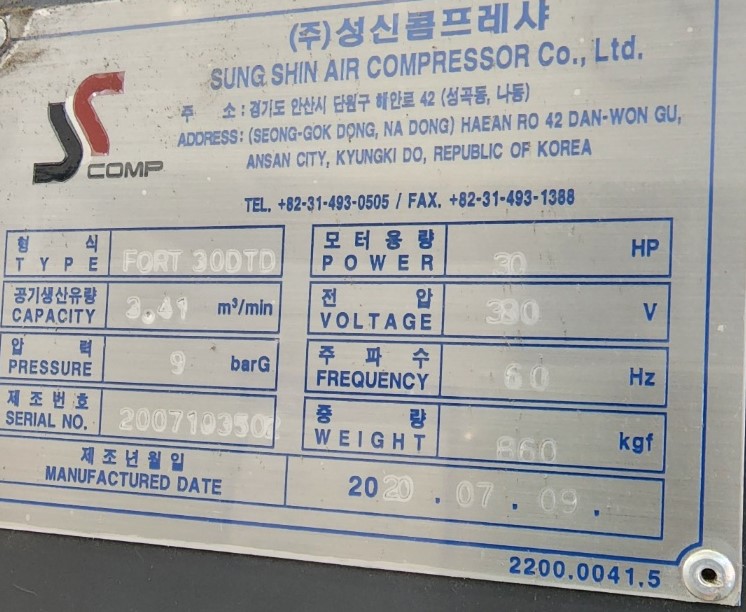 (주)성신콤프레샤
SUNG SHIN AIR COMPRESSOR Co., Ltd.
주 소 : 경기도 안산시 단원구 해안로 42 (성곡동, 나동)
ADDRESS: (SEONG-GOK DONG, NA DONG) HAEAN RO 42 DAN-WON GU,
ANSAN CITY, KYUNGKI DO, REPUBLIC OF KOREA
COMP
TEL. +82-31-493-0505 / FAX. +82-31-493-1388
형 식
TYPE FORT 30DTD
모터용량
POWER 30 HP
공기생산유량
CAPACITY 3.41 m³/min
전 압
VOLTAGE 380 V
압 력
PRESSURE 9 barG
주 파 수
FREQUENCY 60 Hz
제 조 번 호
SERIAL NO.
중 량
WEIGHT 860 kgf
제 조 년 월 일
MANUFACTURED DATE 2020 . 07 . 09 .
2200.0041.5